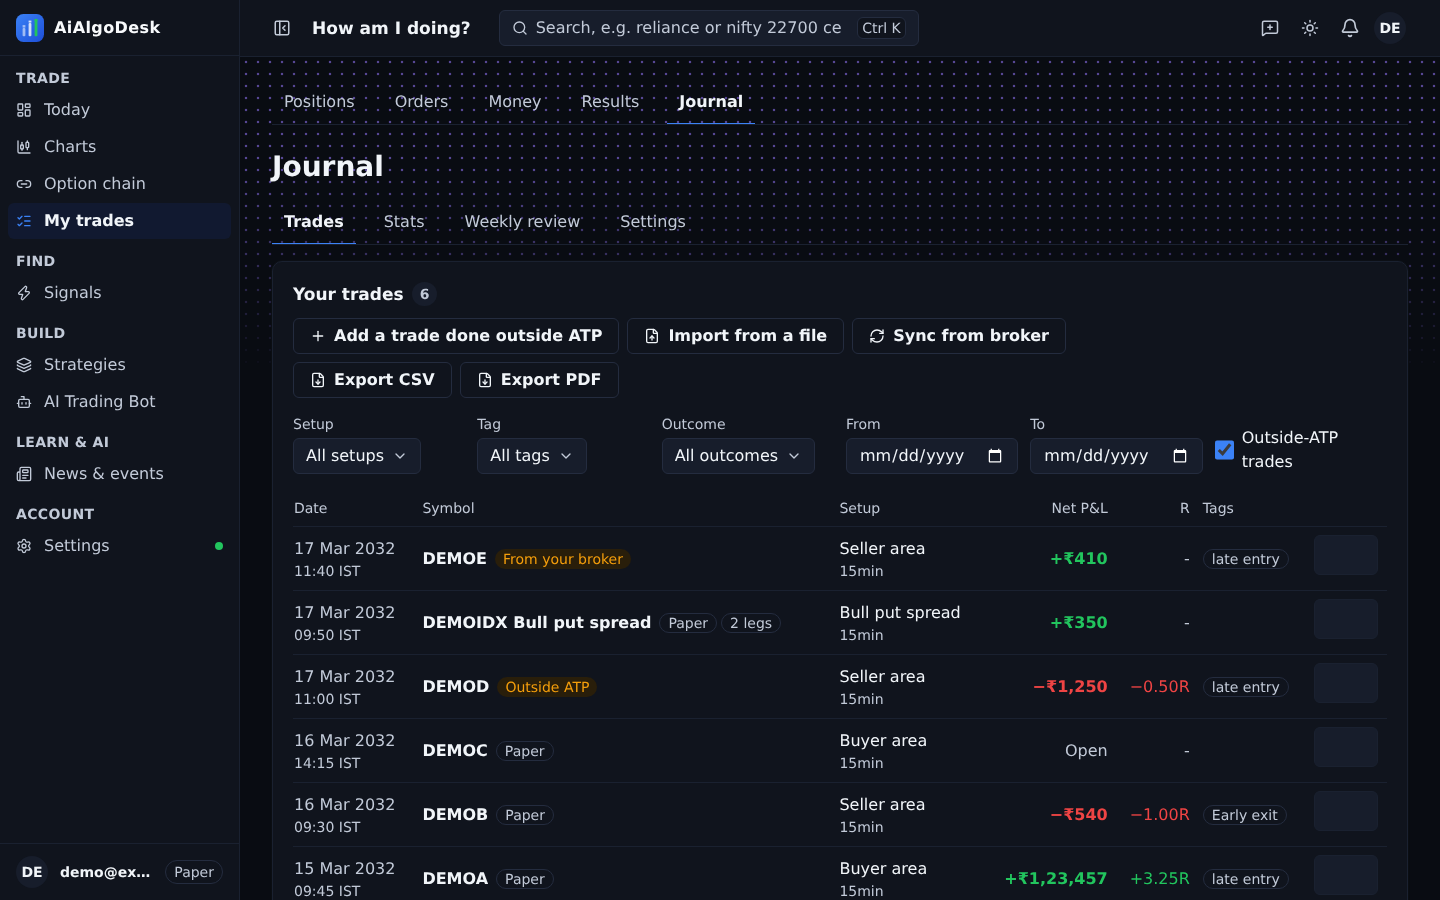 AiAlgoDesk
How am I doing?
Search, e.g. reliance or nifty 22700 ce
Ctrl K
DE
TRADE
Today
Charts
Option chain
My trades
FIND
Signals
BUILD
Strategies
AI Trading Bot
LEARN & AI
News & events
ACCOUNT
Settings
DE demo@ex... Paper
Positions Orders Money Results Journal
Journal
Trades Stats Weekly review Settings
Your trades 6
Add a trade done outside ATP Import from a file Sync from broker
Export CSV Export PDF
Setup Tag Outcome From To
All setups All tags All outcomes mm/dd/yyyy mm/dd/yyyy Outside-ATP
trades
Date Symbol Setup Net P&L R Tags
17 Mar 2032 DEMOE From your broker Seller area +₹410 - late entry
11:40 IST 15min
17 Mar 2032 DEMOIDX Bull put spread Paper 2 legs Bull put spread +₹350 -
09:50 IST 15min
17 Mar 2032 DEMOD Outside ATP Seller area −₹1,250 −0.50R late entry
11:00 IST 15min
16 Mar 2032 DEMOC Paper Buyer area Open -
14:15 IST 15min
16 Mar 2032 DEMOB Paper Seller area −₹540 −1.00R Early exit
09:30 IST 15min
15 Mar 2032 DEMOA Paper Buyer area +₹1,23,457 +3.25R late entry
09:45 IST 15min